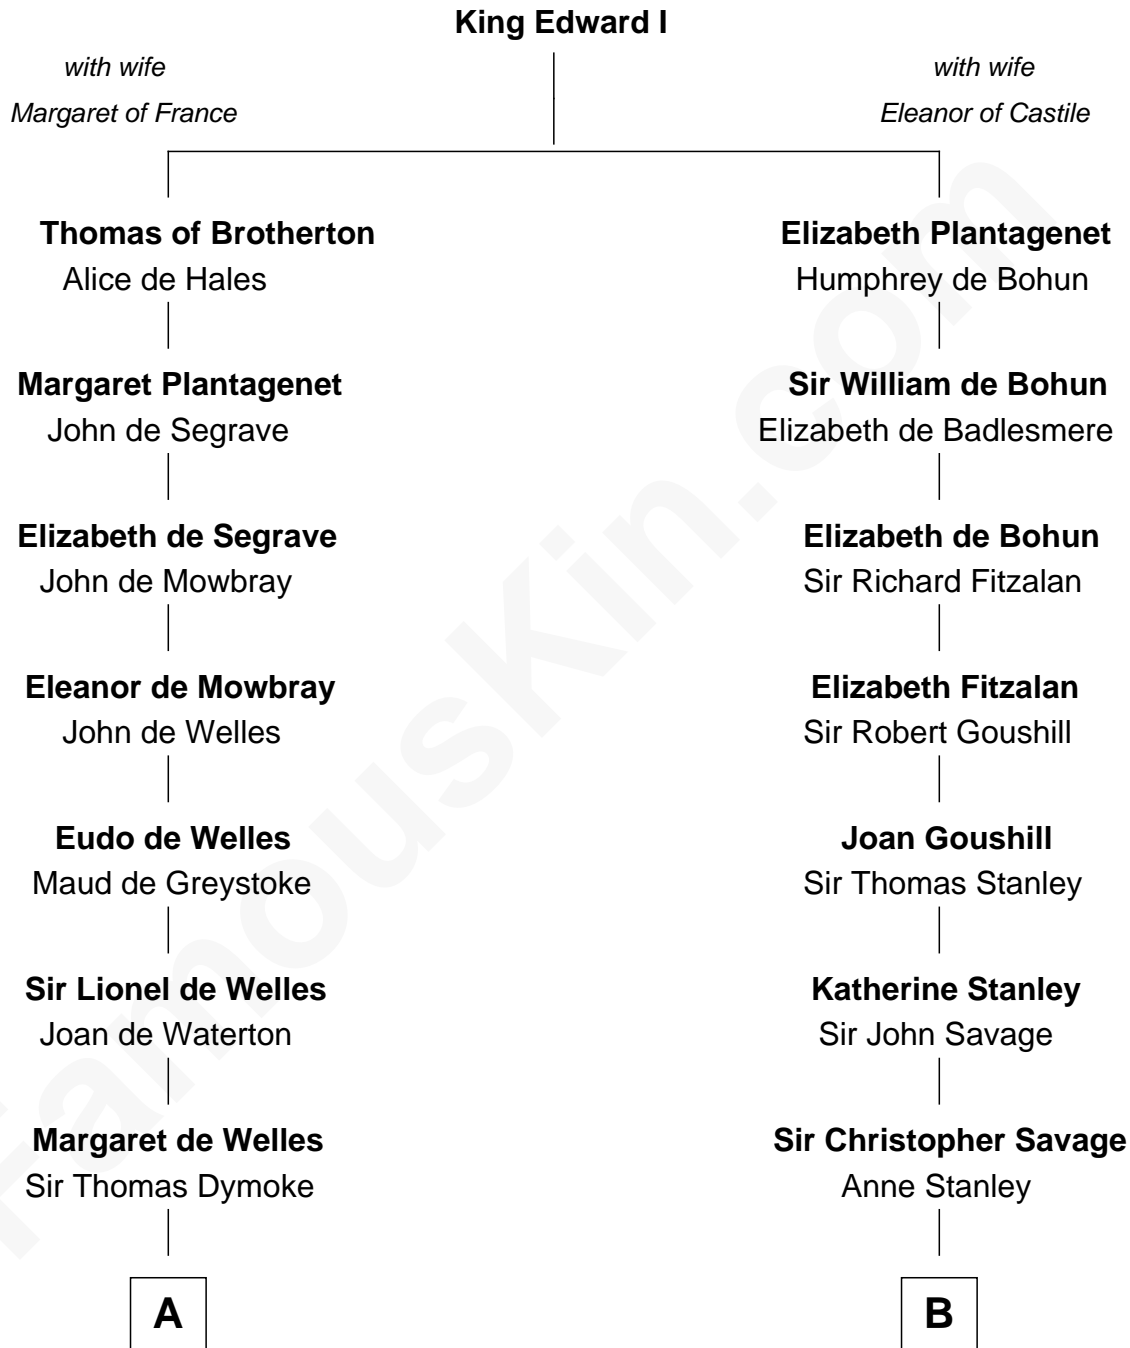 King Edward I
with wife
Margaret of France
with wife
Eleanor of Castile
Thomas of Brotherton
Alice de Hales
Elizabeth Plantagenet
Humphrey de Bohun
Margaret Plantagenet
John de Segrave
Sir William de Bohun
Elizabeth de Badlesmere
Elizabeth de Segrave
John de Mowbray
Elizabeth de Bohun
Sir Richard Fitzalan
Eleanor de Mowbray
John de Welles
Elizabeth Fitzalan
Sir Robert Goushill
Eudo de Welles
Maud de Greystoke
Joan Goushill
Sir Thomas Stanley
Sir Lionel de Welles
Joan de Waterton
Katherine Stanley
Sir John Savage
Margaret de Welles
Sir Thomas Dymoke
Sir Christopher Savage
Anne Stanley
A
B
FamousKin.com